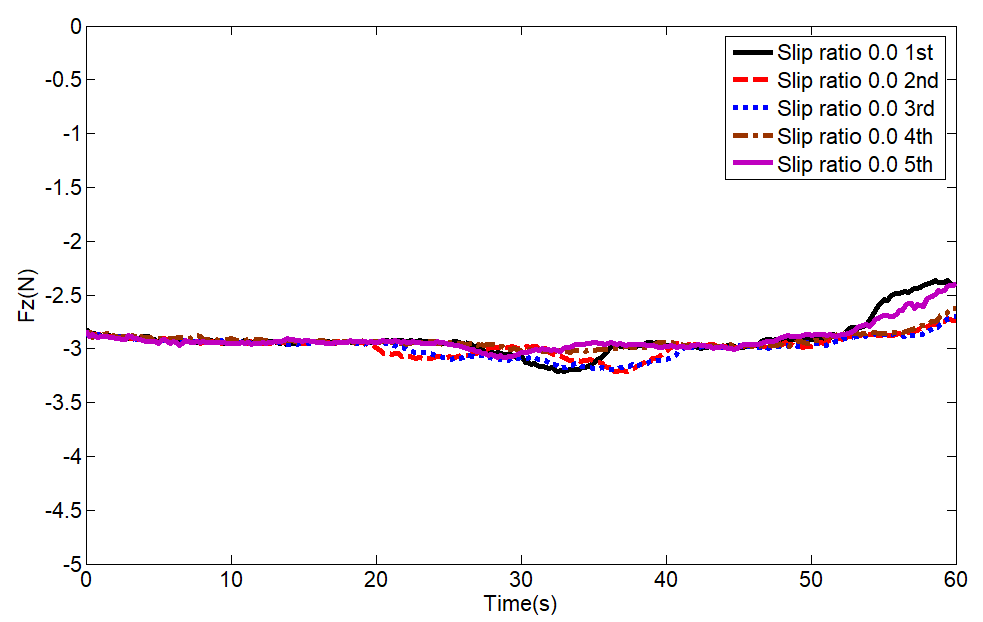 0
-0.5
-1
-1.5
-2
-2.5
-3
-3.5
-4
-4.5
-5
Fz(N)
Slip ratio 0.0 1st
Slip ratio 0.0 2nd
Slip ratio 0.0 3rd
Slip ratio 0.0 4th
Slip ratio 0.0 5th
0 10 20 30 40 50 60
Time(s)